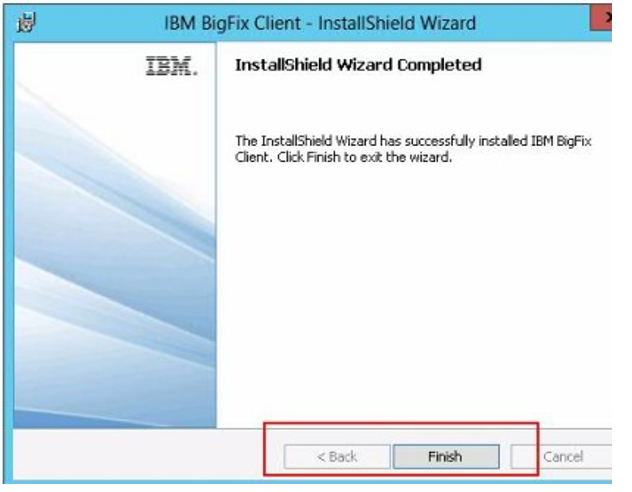 IBM BigFix Client - InstallShield Wizard
IBM.
InstallShield Wizard Completed
The InstallShield Wizard has successfully installed IBM BigFix
Client. Click Finish to exit the wizard.
< Back
Finish
Cancel